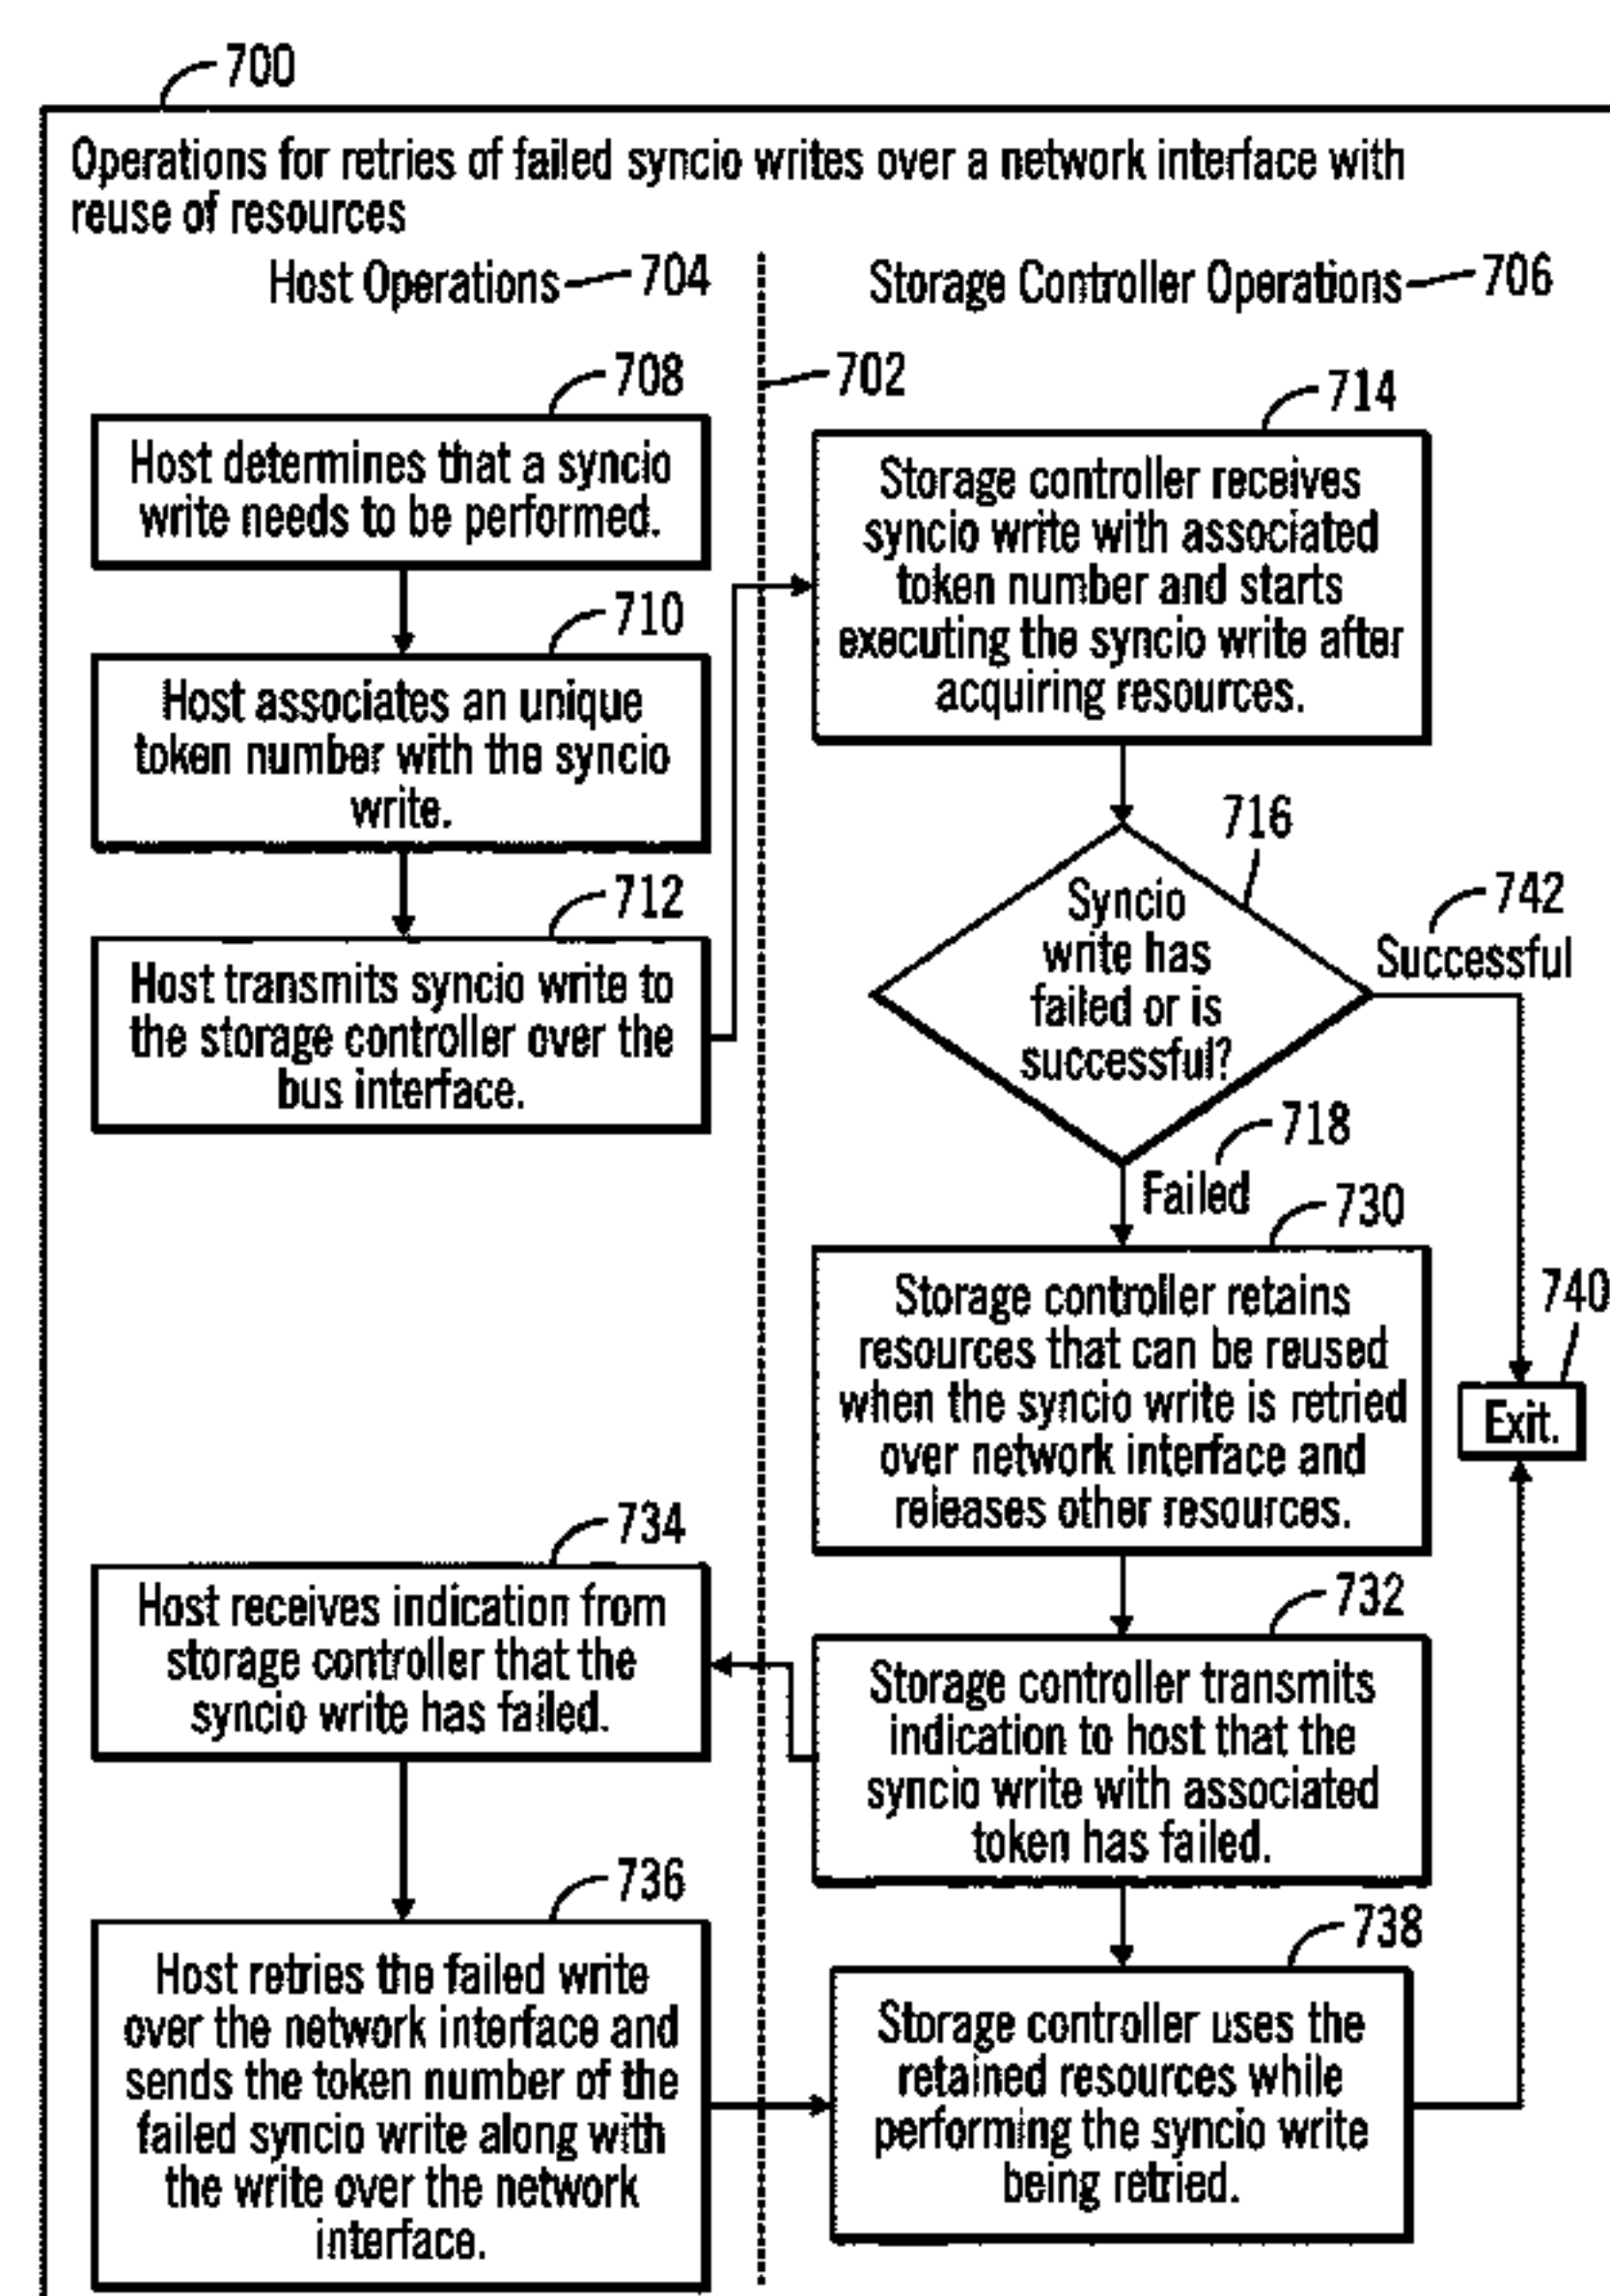 700
Operations for retries of failed syncio writes over a network interface with
reuse of resources
Host Operations 704
Storage Controller Operations 706
702
708
Host determines that a syncio
write needs to be performed.
710
Host associates an unique
token number with the syncio
write.
712
Host transmits syncio write to
the storage controller over the
bus interface.
714
Storage controller receives
syncio write with associated
token number and starts
executing the syncio write after
acquiring resources.
716
Syncio
write has
failed or is
successful?
742
Successful
718
Failed
730
Storage controller retains
resources that can be reused
when the syncio write is retried
over network interface and
releases other resources.
740
Exit.
732
Storage controller transmits
indication to host that the
syncio write with associated
token has failed.
734
Host receives indication from
storage controller that the
syncio write has failed.
736
Host retries the failed write
over the network interface and
sends the token number of the
failed syncio write along with
the write over the network
interface.
738
Storage controller uses the
retained resources while
performing the syncio write
being retried.